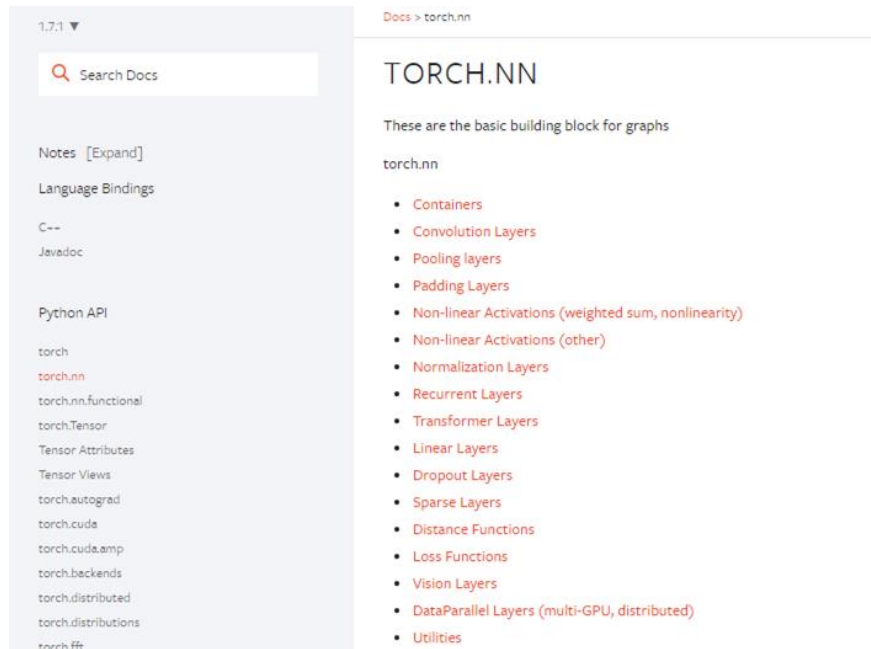 1.7.1 ▼
Search Docs
Notes [Expand]
Language Bindings
C++
Javadoc
Python API
torch
torch.nn
torch.nn.functional
torch.Tensor
Tensor Attributes
Tensor Views
torch.autograd
torch.cuda
torch.cuda.amp
torch.backends
torch.distributed
torch.distributions
torch.fft
Docs > torch.nn
TORCH.NN
These are the basic building block for graphs
torch.nn
• Containers
• Convolution Layers
• Pooling layers
• Padding Layers
• Non-linear Activations (weighted sum, nonlinearity)
• Non-linear Activations (other)
• Normalization Layers
• Recurrent Layers
• Transformer Layers
• Linear Layers
• Dropout Layers
• Sparse Layers
• Distance Functions
• Loss Functions
• Vision Layers
• DataParallel Layers (multi-GPU, distributed)
• Utilities